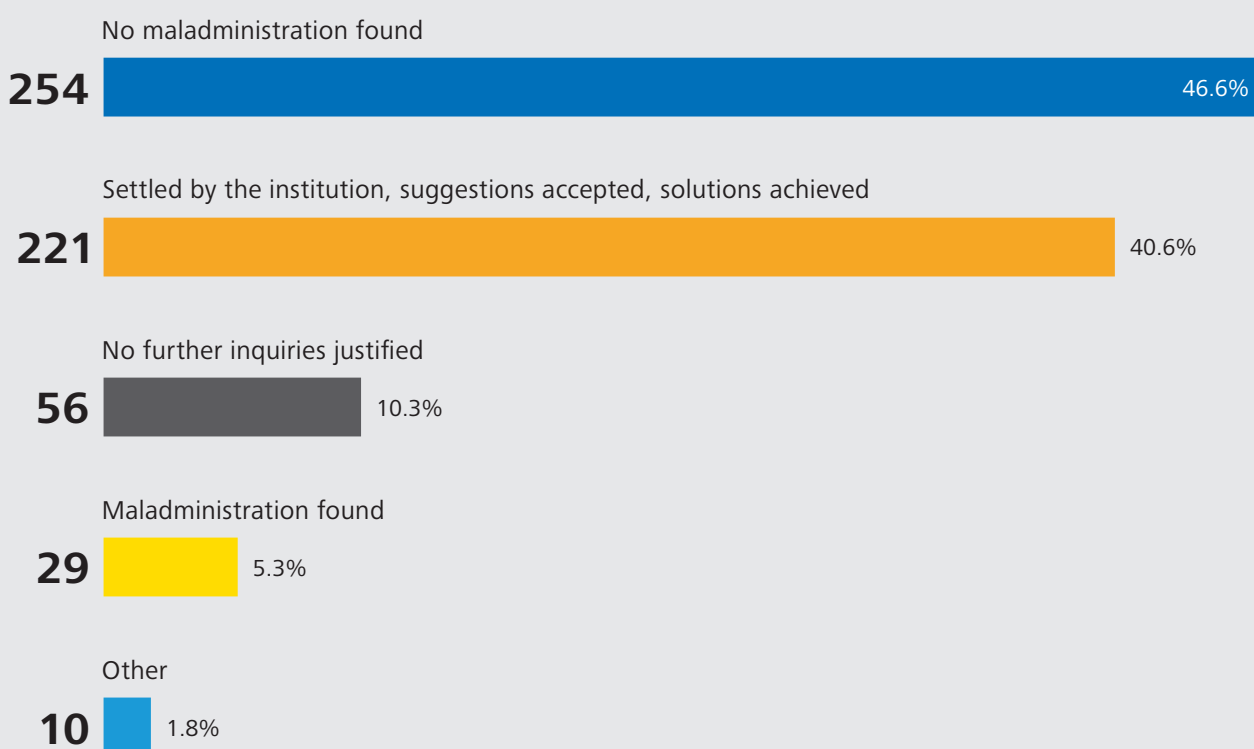 No maladministration found
254 46.6%
Settled by the institution, suggestions accepted, solutions achieved
221 40.6%
No further inquiries justified
56 10.3%
Maladministration found
29 5.3%
Other
10 1.8%